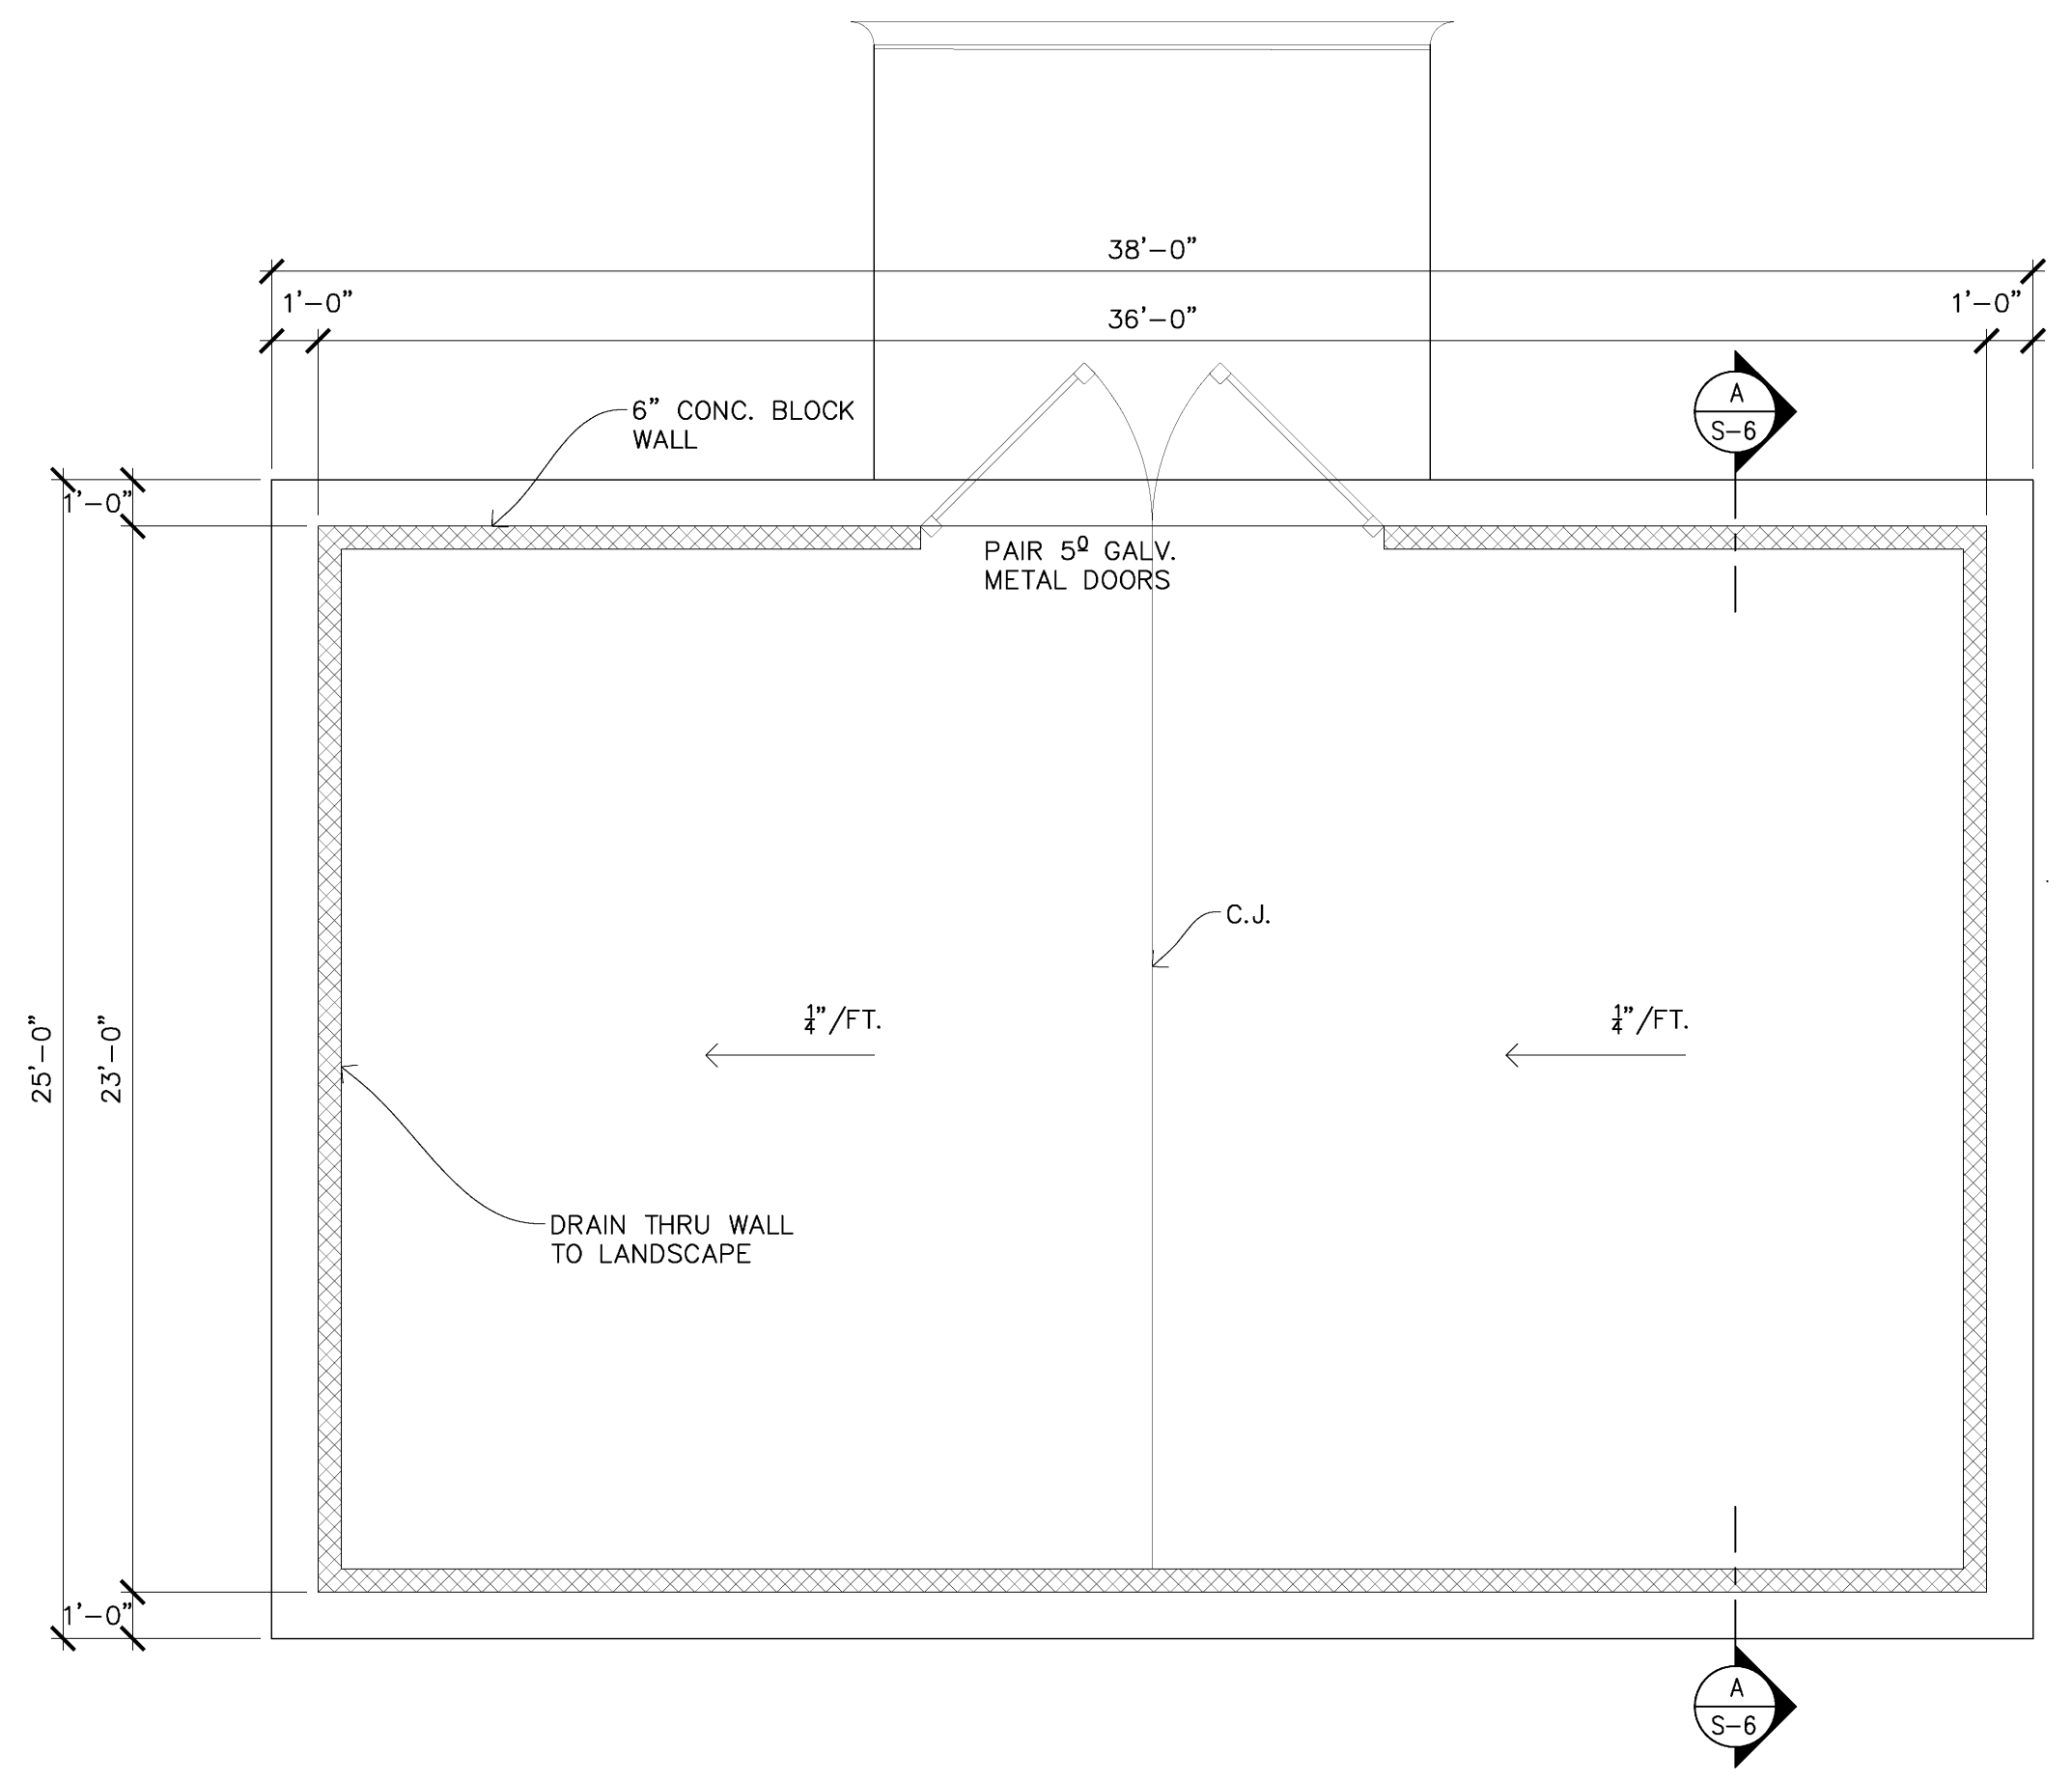 38'-0"
1'-0"
36'-0"
1'-0"
6" CONC. BLOCK
WALL
A
S-6
1'-0"
PAIR 5⁰ GALV.
METAL DOORS
C.J.
¼"/FT.
¼"/FT.
25'-0"
23'-0"
DRAIN THRU WALL
TO LANDSCAPE
1'-0"
A
S-6